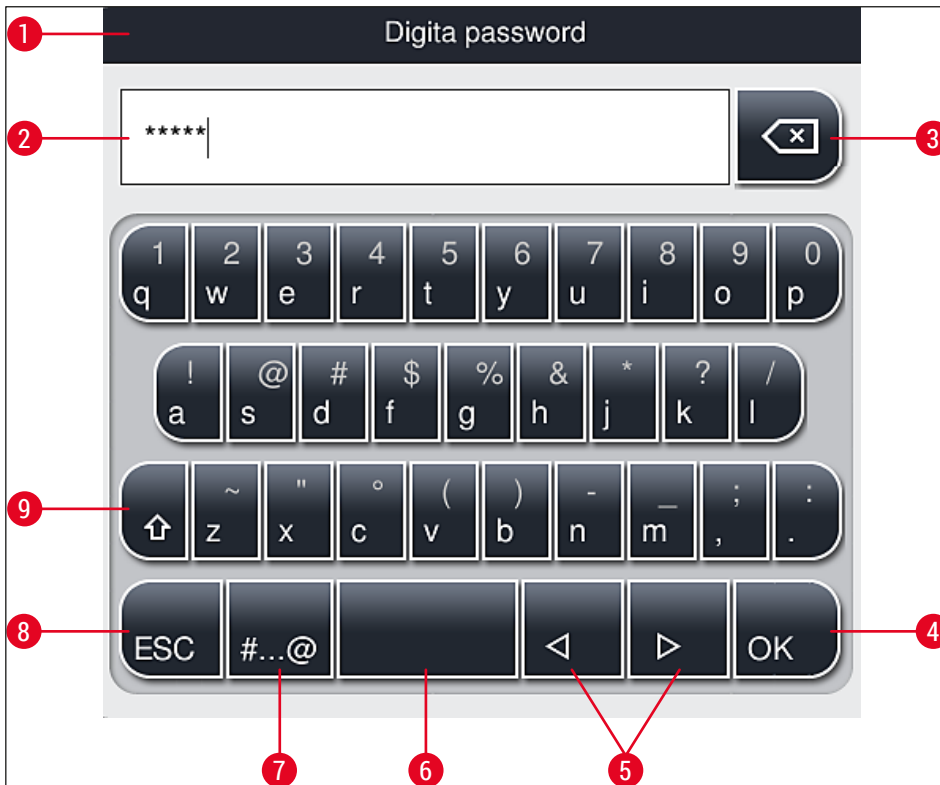 1 Digita password
2 ***** 3
1 2 3 4 5 6 7 8 9 0
q w e r t y u i o p
! @ # $ % & * ? /
a s d f g h j k l
~ " ° ( ) - _ ; :
9 z x c v b n m , .
8 ESC #...@ OK 4
7 6 5